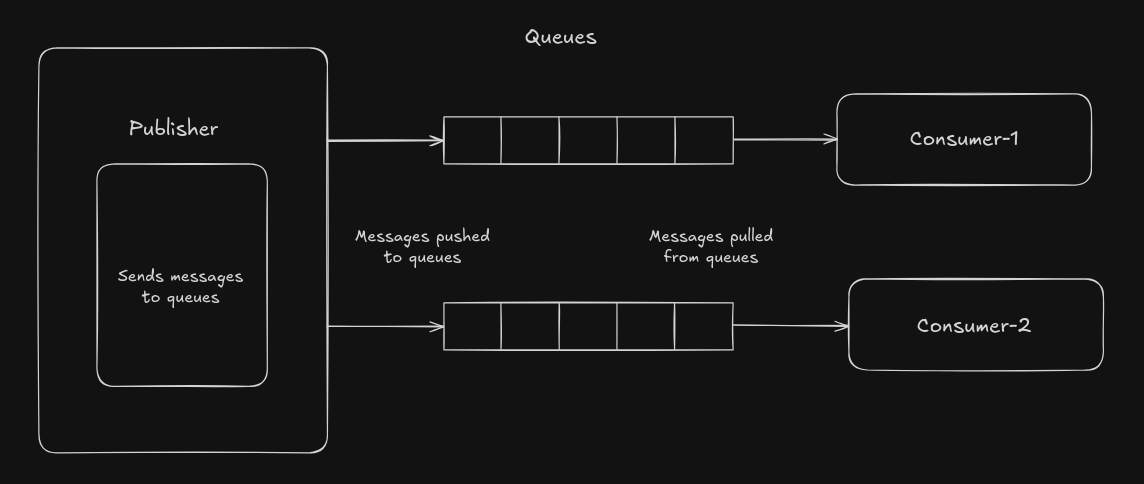 Queues
Publisher
Sends messages
to queues
Messages pushed
to queues
Messages pulled
from queues
Consumer-1
Consumer-2